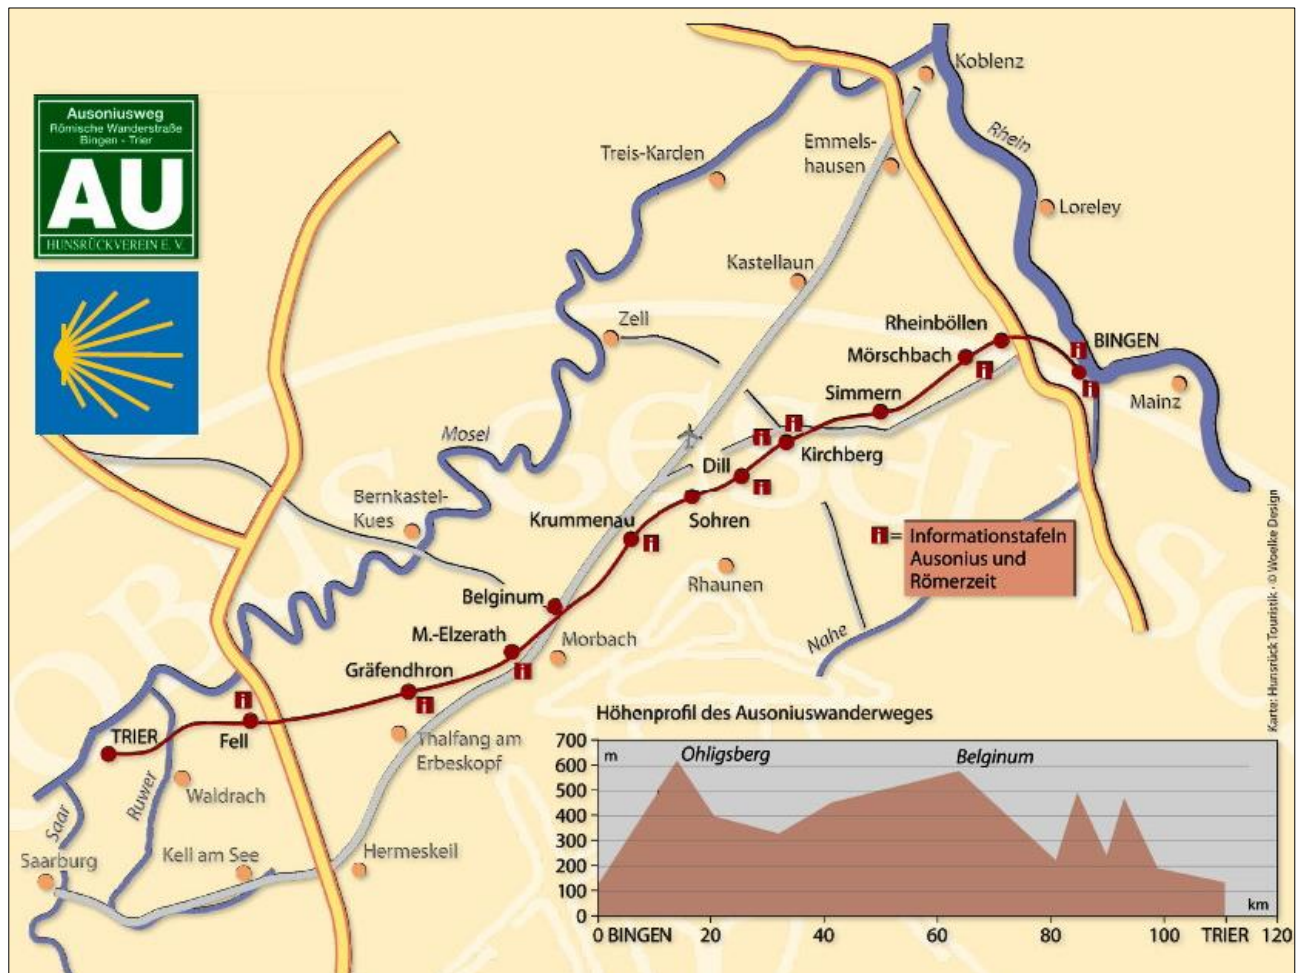 Ausoniusweg
Römische Wanderstraße
Bingen - Trier
AU
HUNSRÜCKVEREIN E. V.
Koblenz
Rhein
Emmels-
hausen
Treis-Karden
Loreley
Kastellaun
Zell
Rheinböllen
BINGEN
Mörschbach
Simmern
Mainz
Mosel
Kirchberg
Dill
Bernkastel-
Kues
Krummenau
Sohren
i = Informationstafeln
Ausonius und
Römerzeit
Rhaunen
Belginum
M.-Elzerath
Morbach
Nahe
Gräfendhron
TRIER
Fell
Thalfang am
Erbeskopf
Ruwer
Waldrach
Saar
Saarburg
Kell am See
Hermeskeil
Karte: Hunsrück Touristik · © Woelke Design
Höhenprofil des Ausoniuswanderweges
700
m
Ohligsberg
Belginum
600
500
400
300
200
100
km
0
0 BINGEN 20 40 60 80 100 TRIER 120